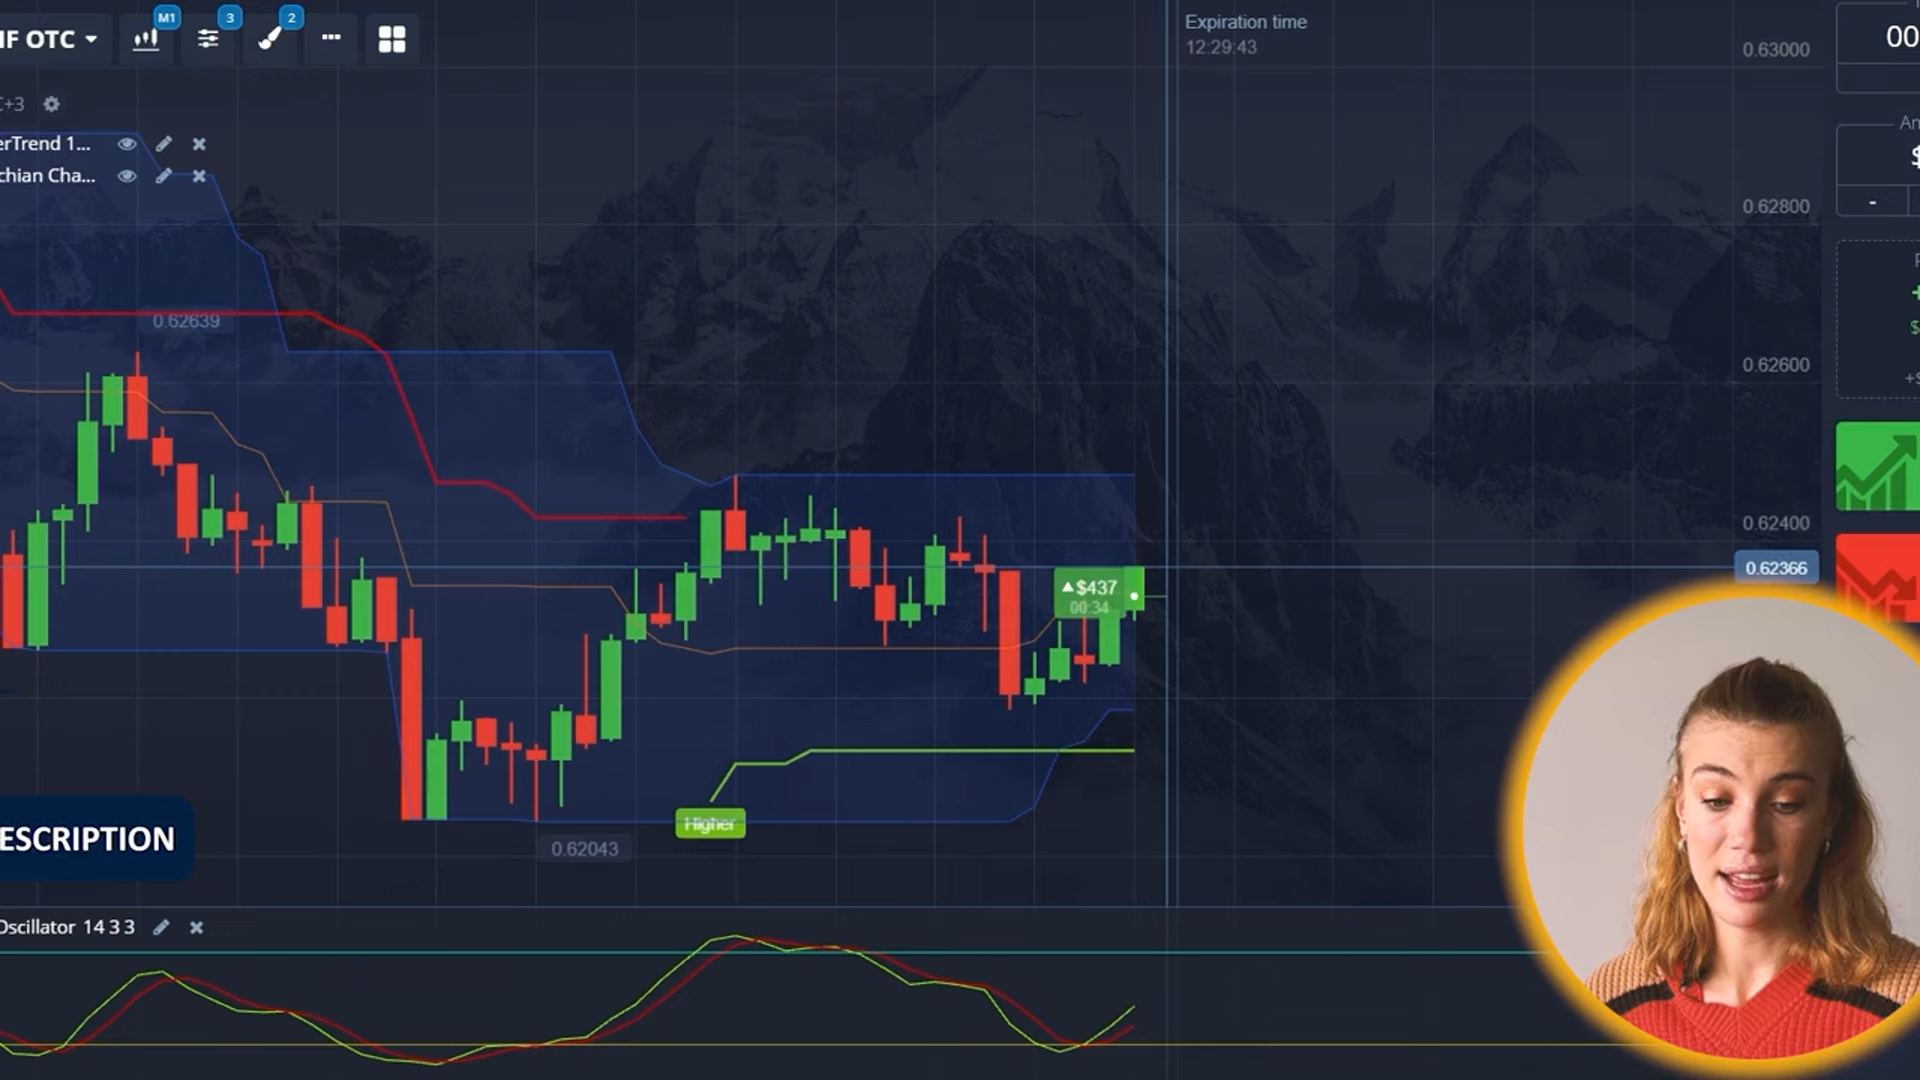 IF OTC
M1
3
2
Expiration time
12:29:43
C+3
erTrend 1...
chian Cha...
0.63000
0.62800
0.62600
0.62400
0.62366
00
An
$
-
P
+
$
+$
0.62639
▲$437
00:34
Higher
0.62043
ESCRIPTION
Oscillator 14 3 3